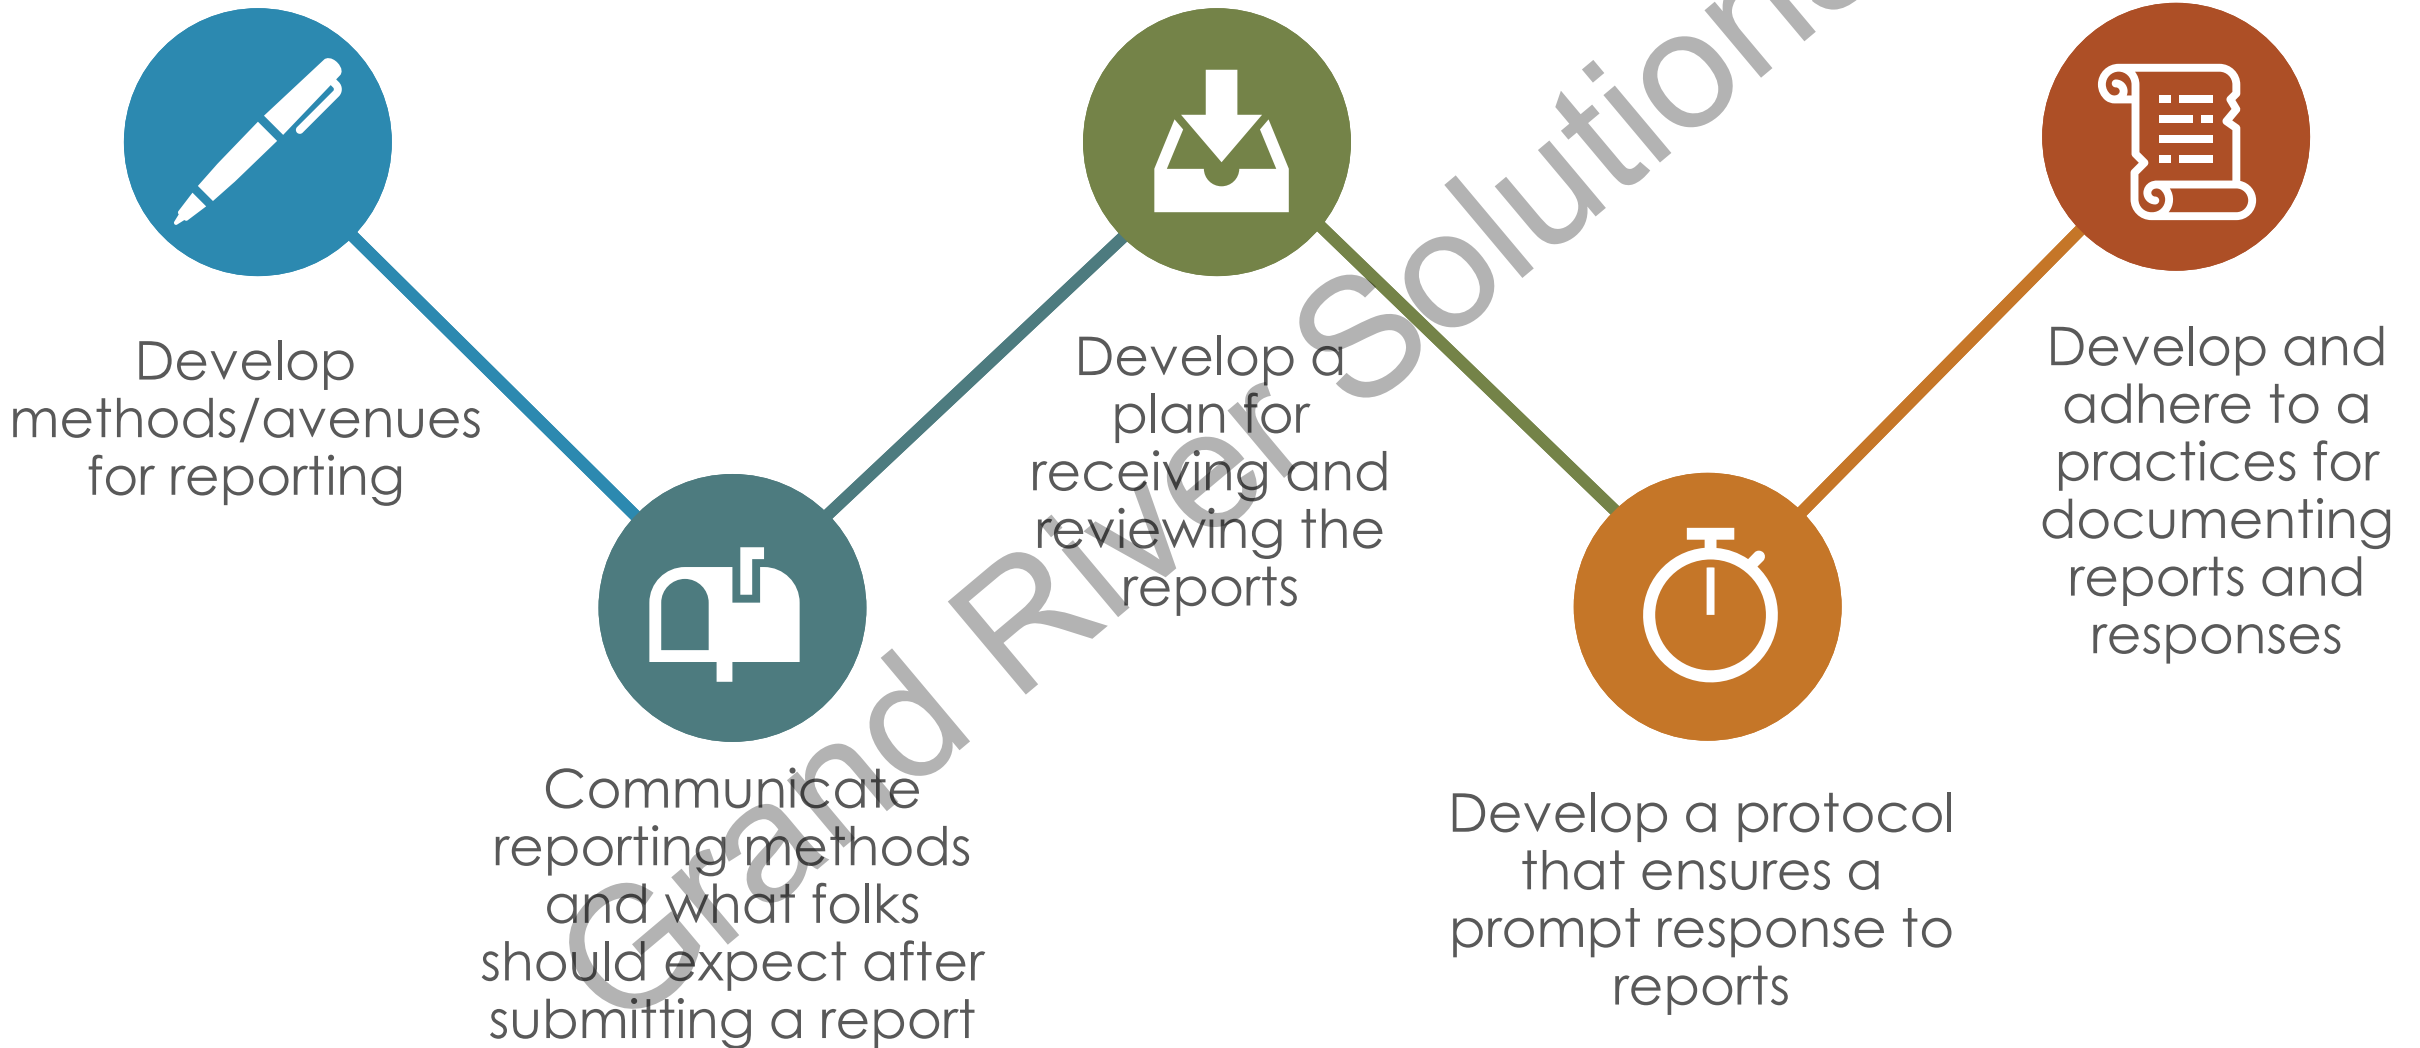 Develop
methods/avenues
for reporting
Communicate
reporting methods
and what folks
should expect after
submitting a report
Develop a
plan for
receiving and
reviewing the
reports
Develop a protocol
that ensures a
prompt response to
reports
Develop and
adhere to a
practices for
documenting
reports and
responses
Grand River Solution